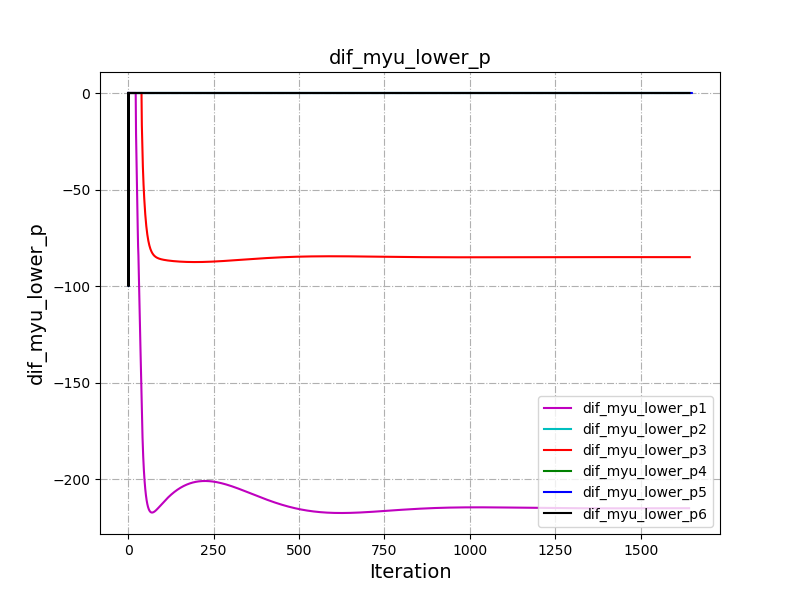 dif_myu_lower_p
dif_myu_lower_p
0
−50
−100
−150
−200
0
250
500
750
1000
1250
1500
Iteration
dif_myu_lower_p1
dif_myu_lower_p2
dif_myu_lower_p3
dif_myu_lower_p4
dif_myu_lower_p5
dif_myu_lower_p6